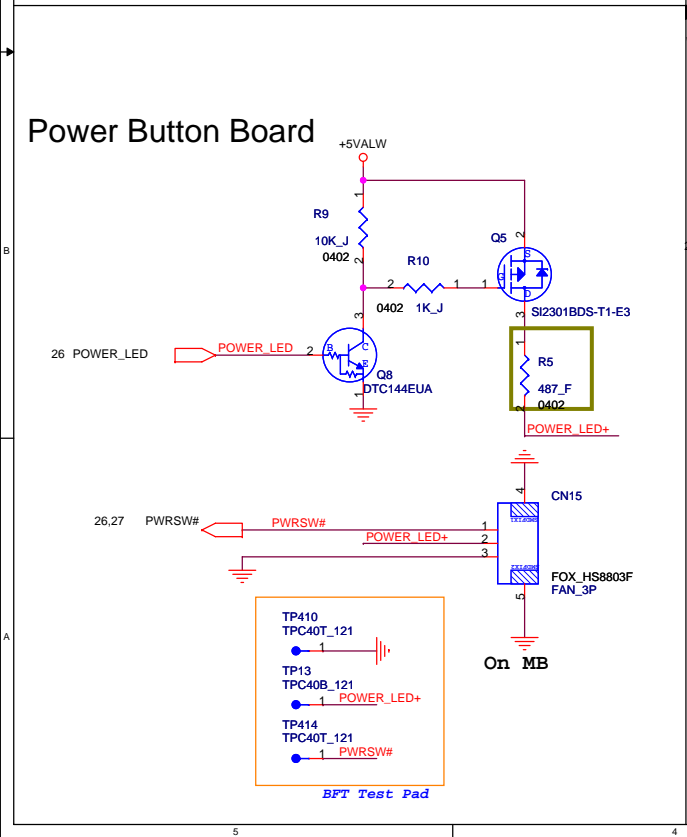 Power Button Board
+5VALW
1
R9
10K_J
0402
2
R10
2
1
0402
1K_J
Q5
2
S
G
1
D
3
SI2301BDS-T1-E3
B
1
R5
487_F
0402
2
POWER_LED+
26 POWER_LED
POWER_LED
2
3
B
C
E
Q8
DTC144EUA
1
4
CN15
26,27 PWRSW#
PWRSW#
1
POWER_LED+
2
3
FOX_HS8803F
FAN_3P
5
On MB
A
TP410
TPC40T_121
1
TP13
TPC40B_121
1
POWER_LED+
TP414
TPC40T_121
1
PWRSW#
BFT Test Pad
5
4